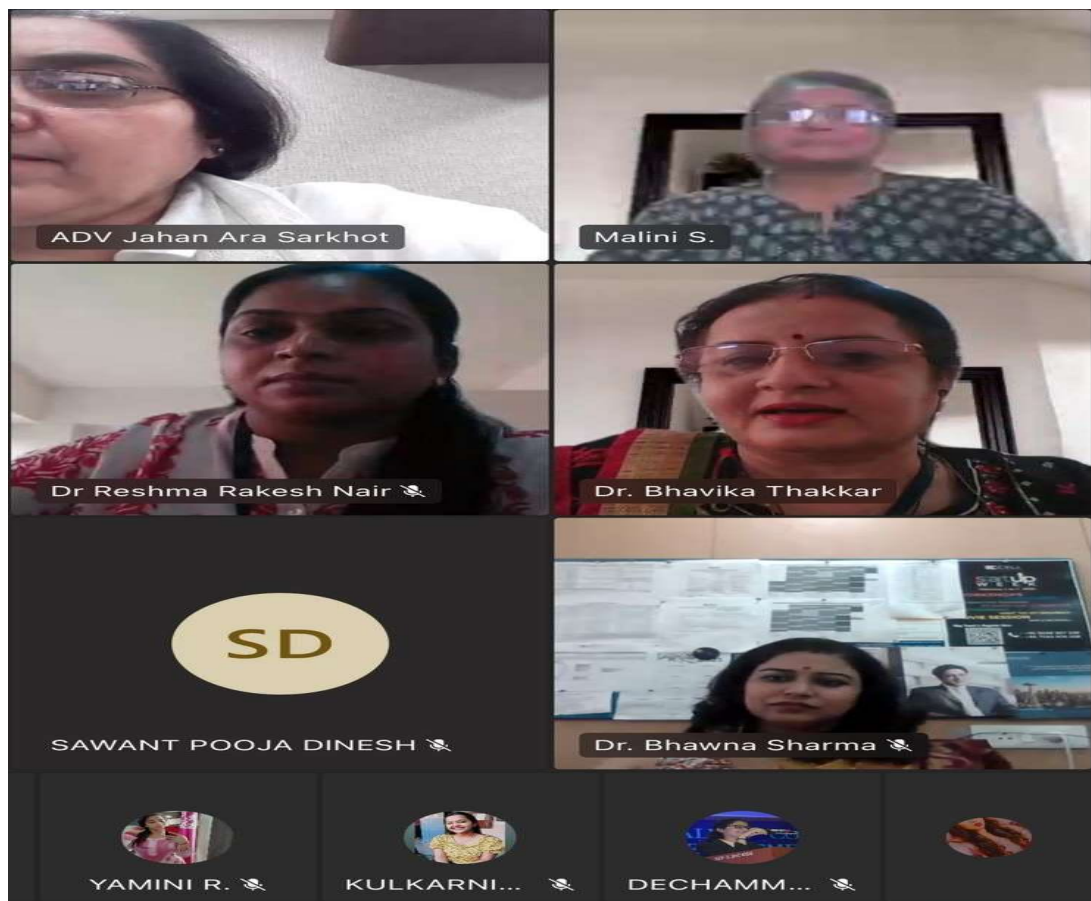 ADV Jahan Ara Sarkhot
Malini S.
Dr Reshma Rakesh Nair
Dr. Bhavika Thakkar
SD
SAWANT POOJA DINESH
Dr. Bhawna Sharma
YAMINI R.
KULKARNI...
DECHAMM...